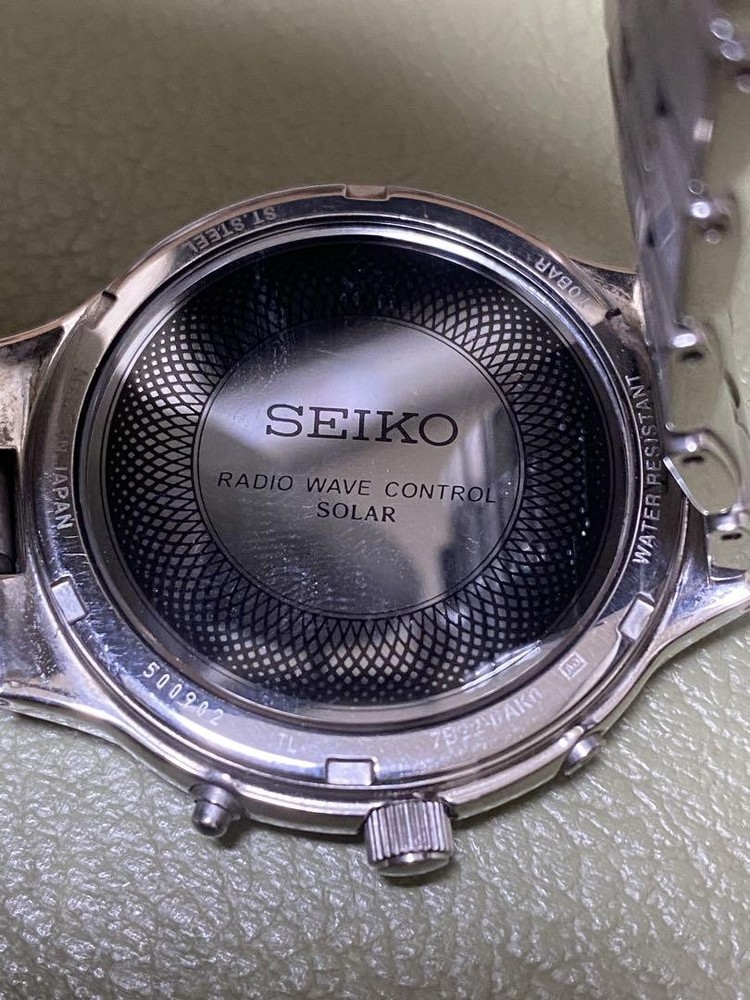 SEIKO
RADIO WAVE CONTROL
SOLAR
ST.STEEL
WATER RESISTANT
JAPAN
500902
TL